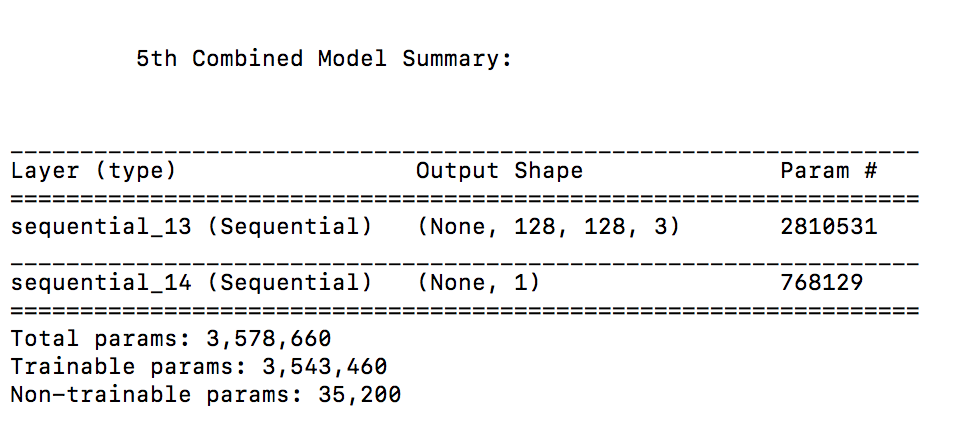 5th Combined Model Summary:
_________________________________________________________________
Layer (type)                 Output Shape              Param #
=================================================================
sequential_13 (Sequential)   (None, 128, 128, 3)       2810531
_________________________________________________________________
sequential_14 (Sequential)   (None, 1)                 768129
=================================================================
Total params: 3,578,660
Trainable params: 3,543,460
Non-trainable params: 35,200